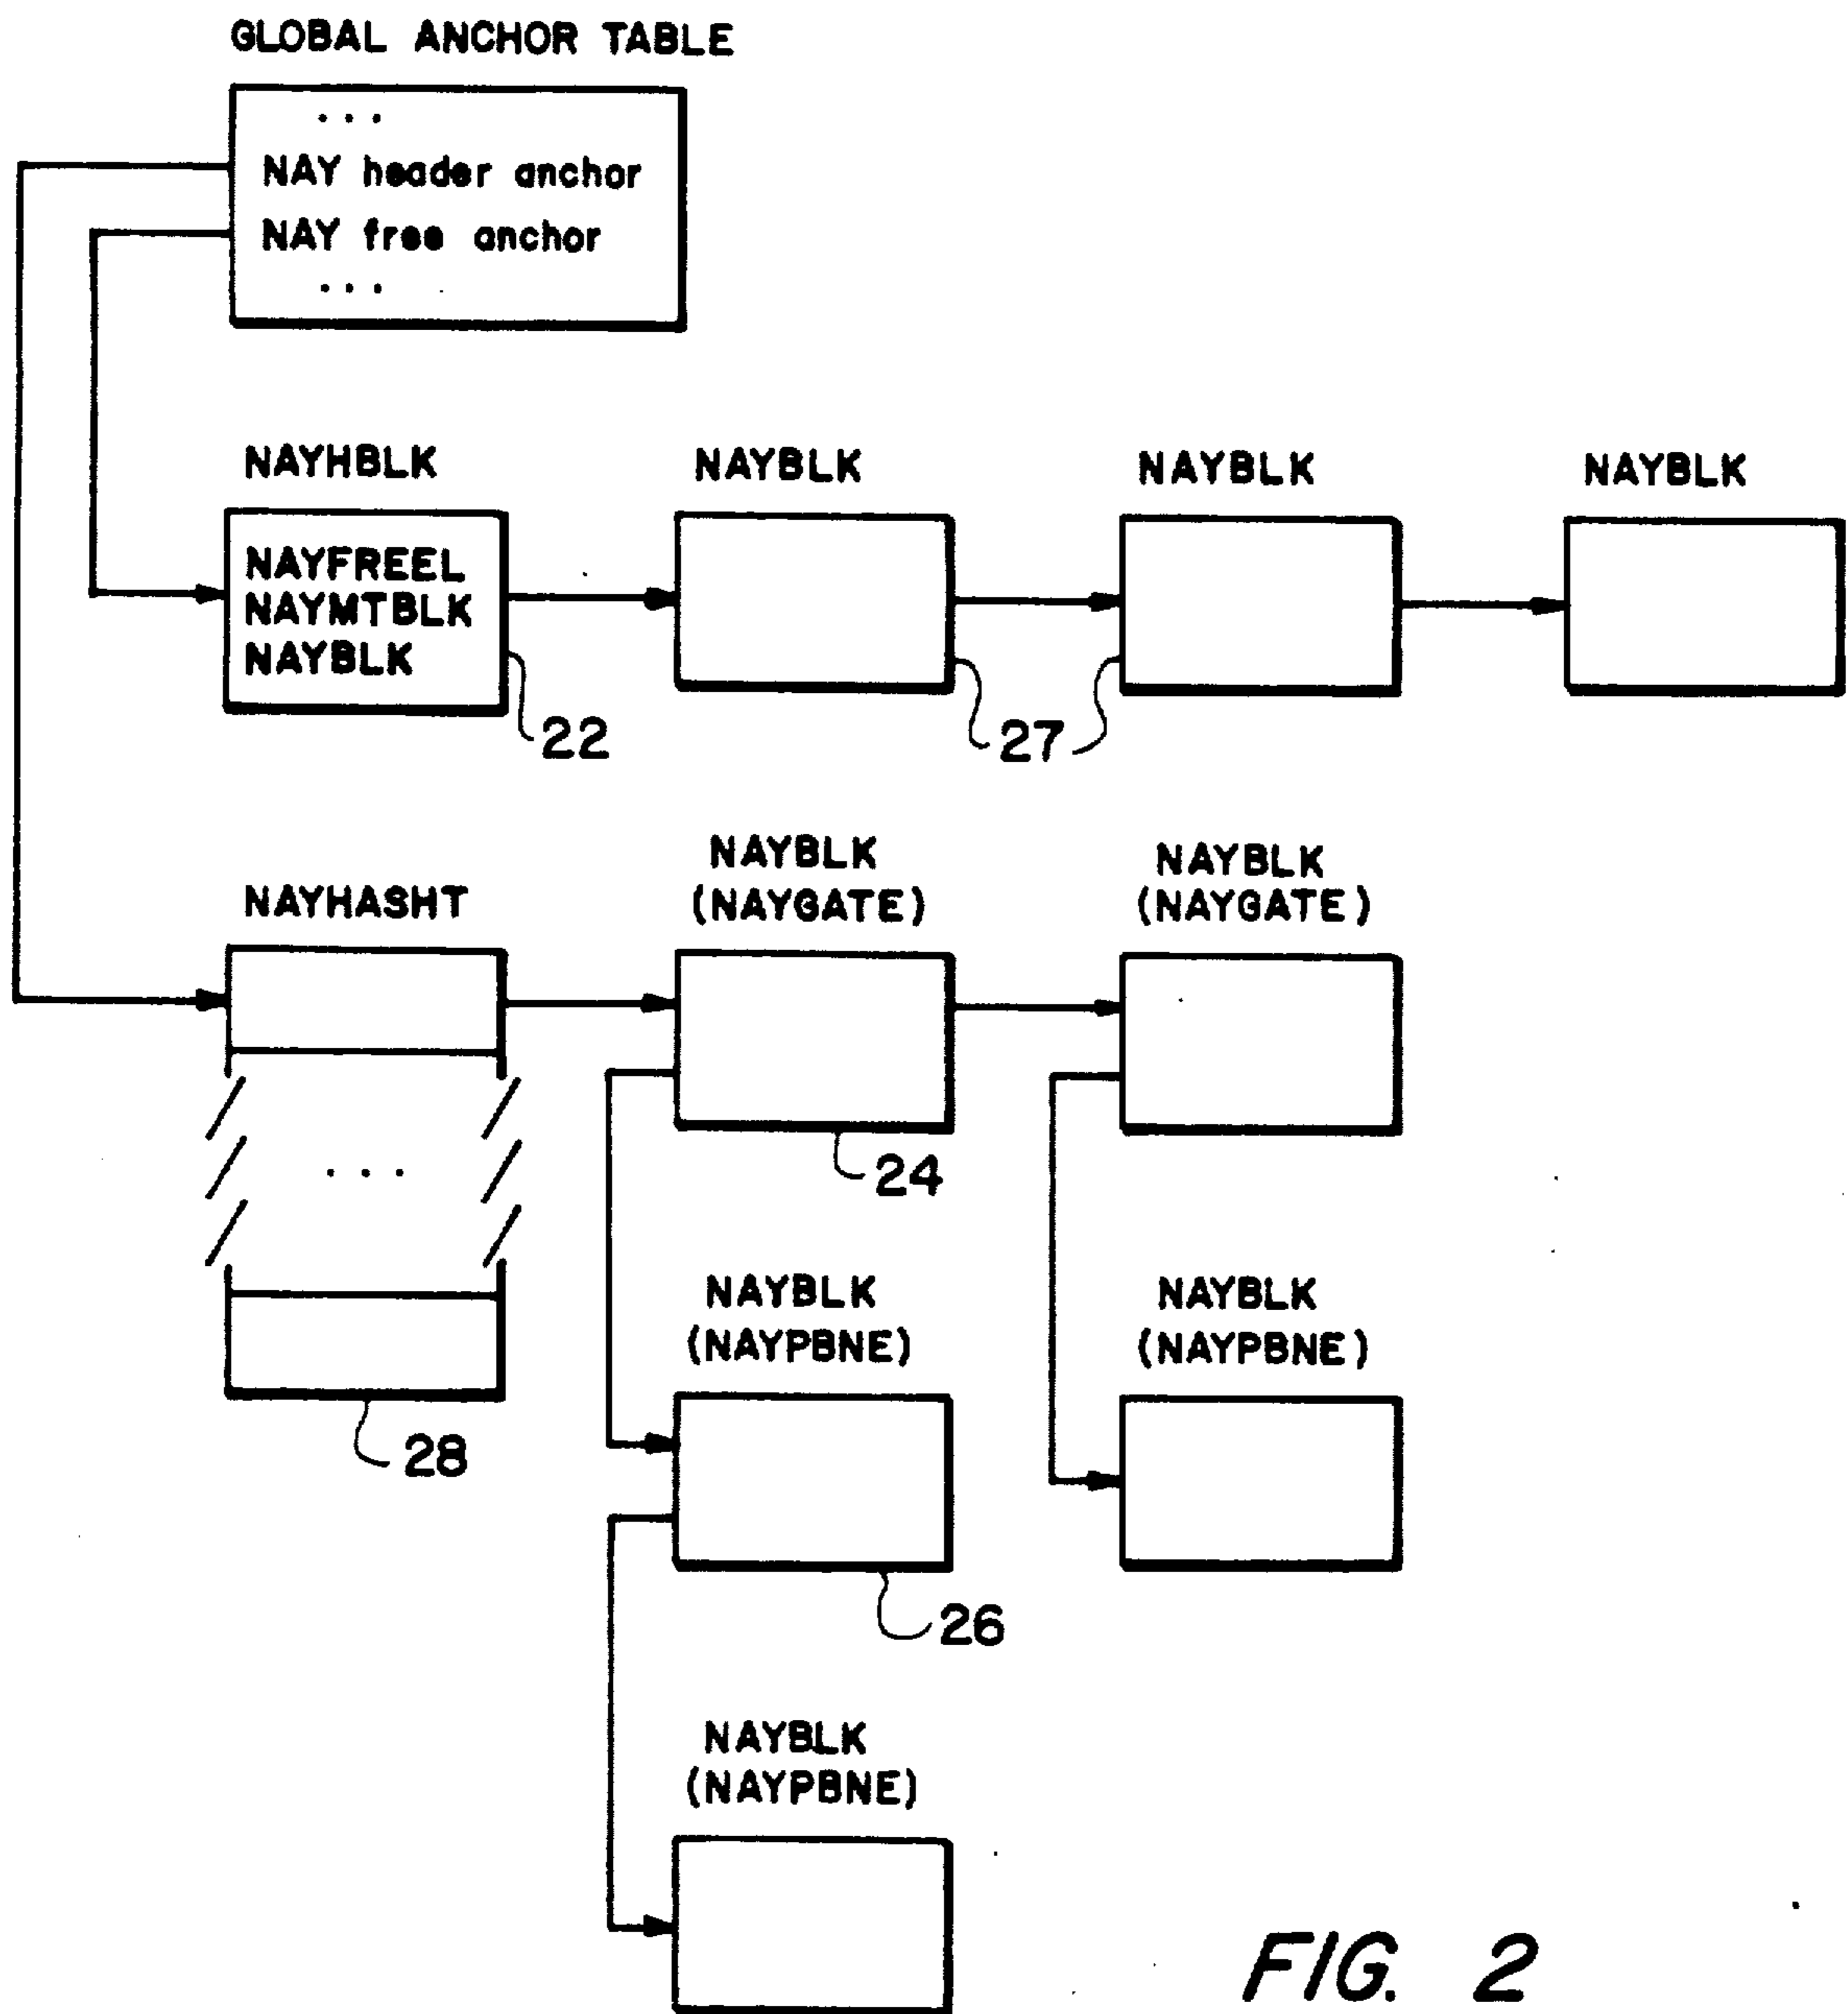 GLOBAL ANCHOR TABLE
...
NAY header anchor
NAY free anchor
...
NAYHBLK NAYBLK NAYBLK NAYBLK
NAYFREEL
NAYMTBLK
NAYBLK
22 27
NAYHASHT
NAYBLK
(NAYGATE)
NAYBLK
(NAYGATE)
...
24
28
NAYBLK
(NAYPBNE)
NAYBLK
(NAYPBNE)
26
NAYBLK
(NAYPBNE)
FIG. 2